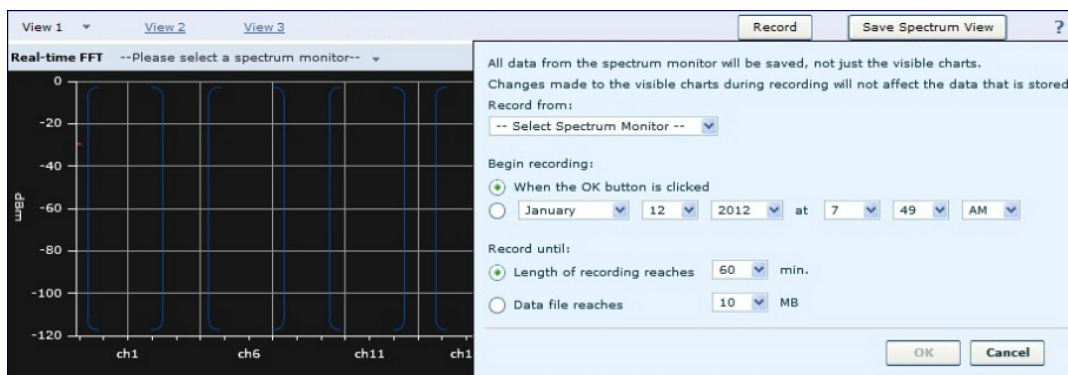 View 1 View 2 View 3 Record Save Spectrum View ?
Real-time FFT --Please select a spectrum monitor--
All data from the spectrum monitor will be saved, not just the visible charts.
Changes made to the visible charts during recording will not affect the data that is stored
Record from:
-- Select Spectrum Monitor --
Begin recording:
When the OK button is clicked
January 12 2012 at 7 49 AM
Record until:
Length of recording reaches 60 min.
Data file reaches 10 MB
OK Cancel
dBm
0
-20
-40
-60
-80
-100
-120
ch1 ch6 ch11 ch1